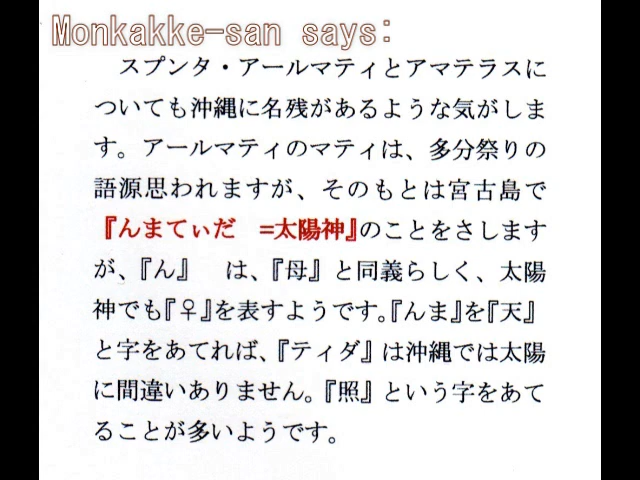 Monkakke-san says:
スプンタ・アールマティとアマテラスに
ついても沖縄に名残があるような気がしま
す。アールマティのマティは、多分祭りの
語源思われますが、そのもとは宮古島で
『んまてぃだ　=太陽神』のことをさします
が、『ん』　は、『母』と同義らしく、太陽
神でも『♀』を表すようです。『んま』を『天』
と字をあてれば、『ティダ』は沖縄では太陽
に間違いありません。『照』という字をあて
ることが多いようです。